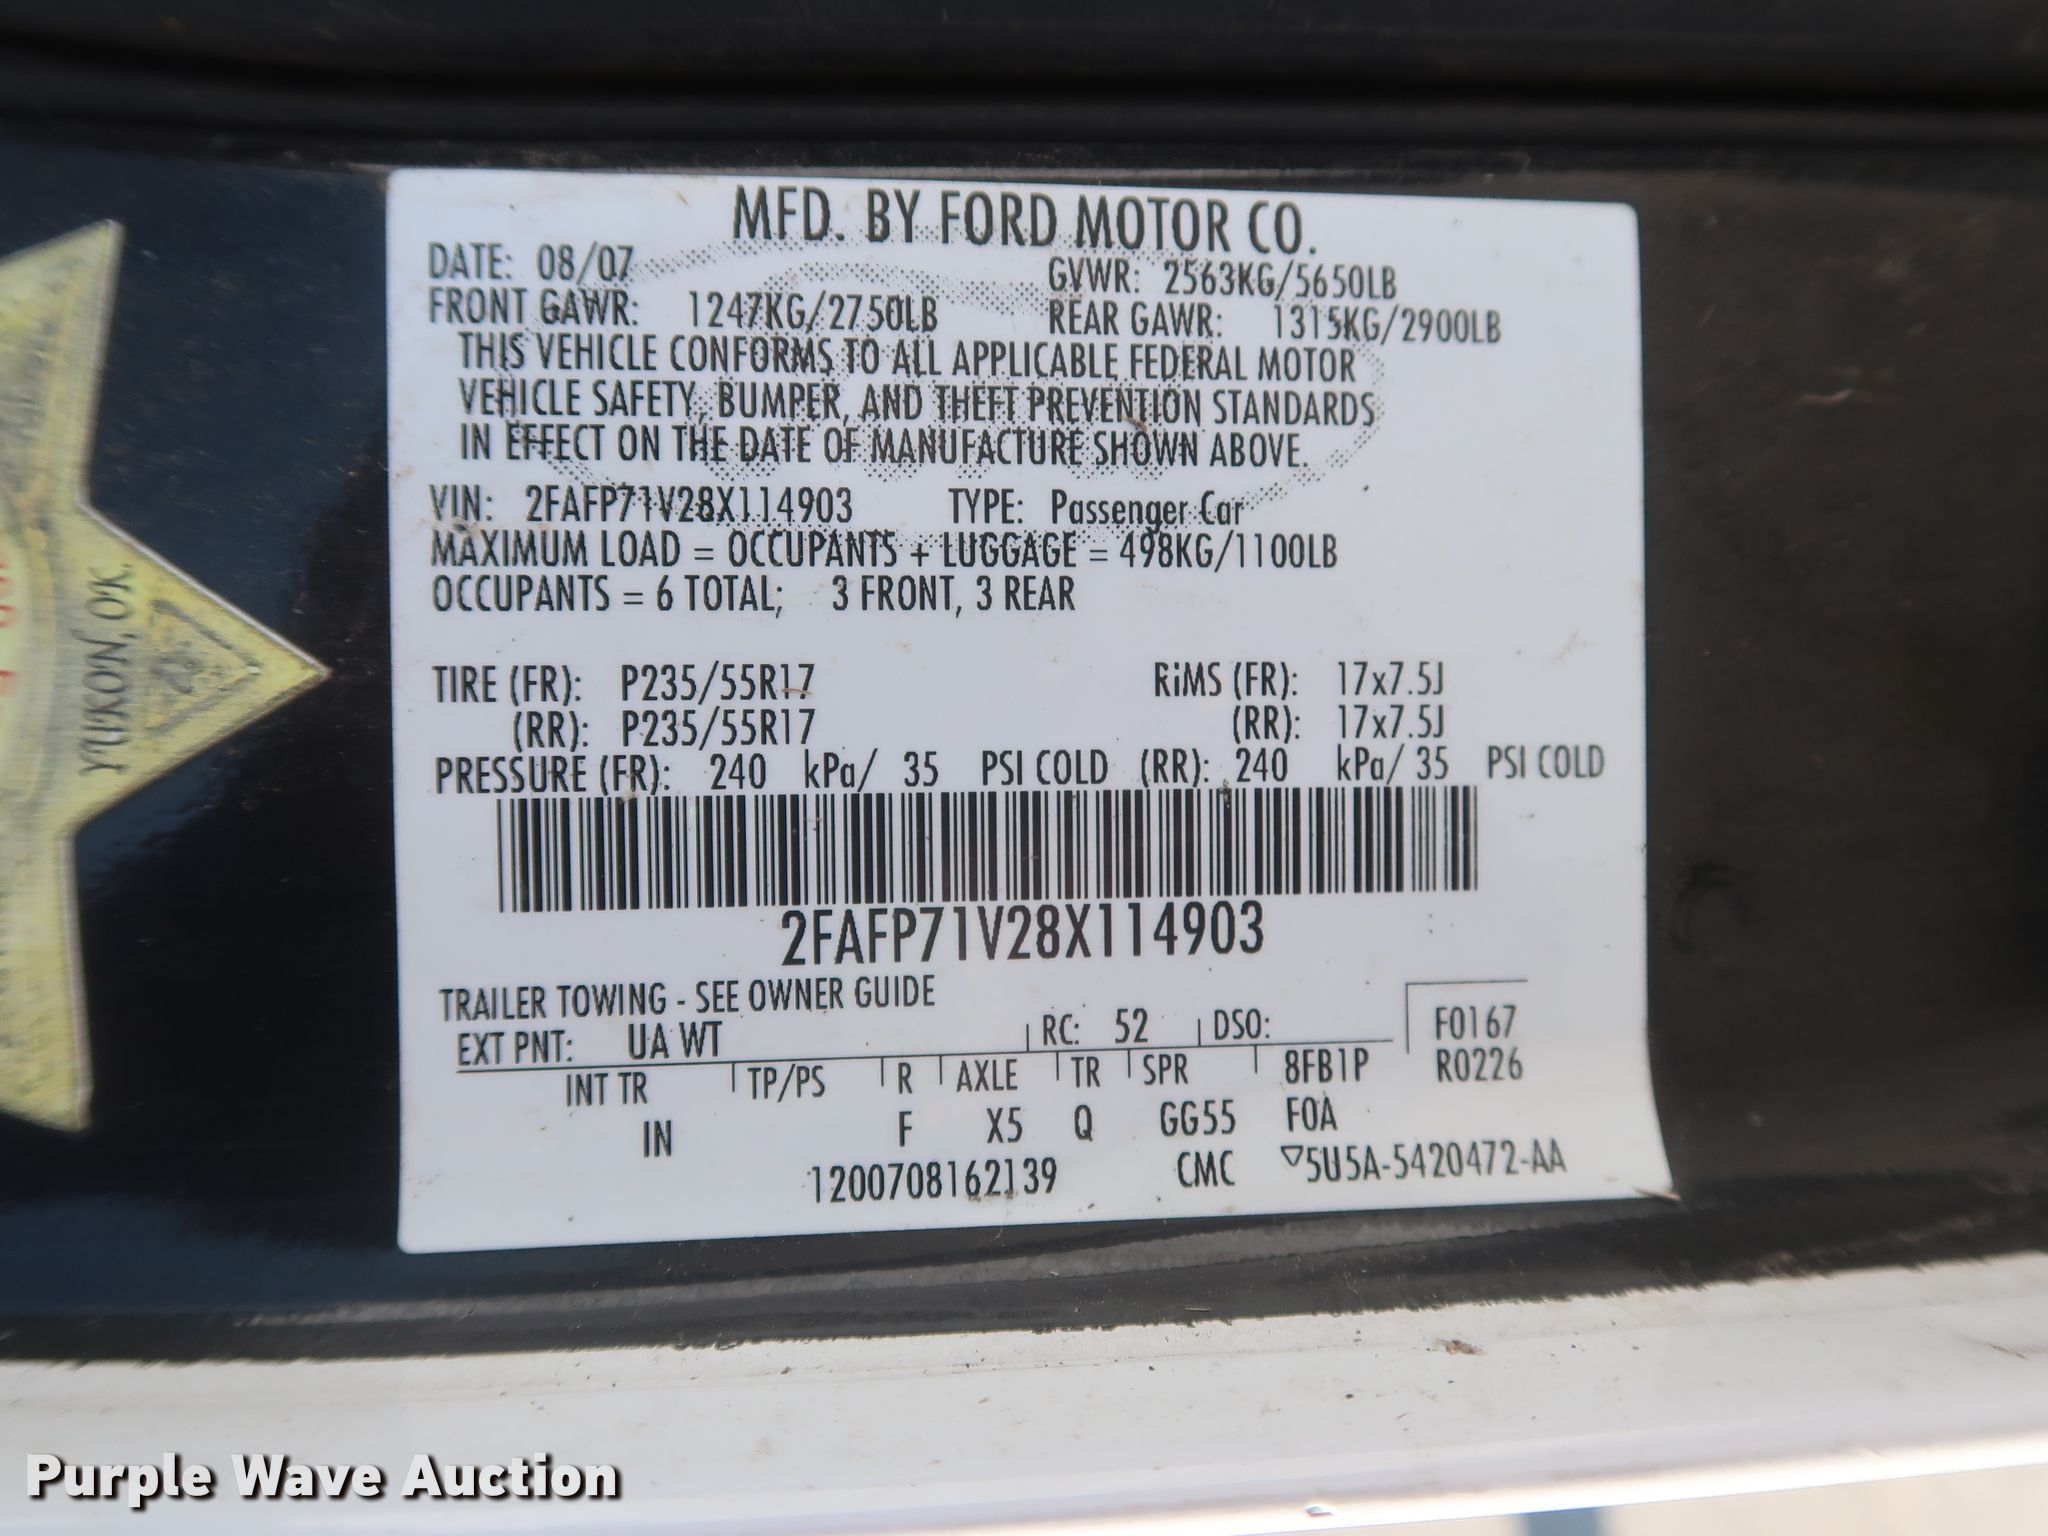 MFD. BY FORD MOTOR CO.
DATE: 08/07 GVWR: 2563KG/5650LB
FRONT GAWR: 1247KG/2750LB REAR GAWR: 1315KG/2900LB
THIS VEHICLE CONFORMS TO ALL APPLICABLE FEDERAL MOTOR
VEHICLE SAFETY, BUMPER, AND THEFT PREVENTION STANDARDS
IN EFFECT ON THE DATE OF MANUFACTURE SHOWN ABOVE.
VIN: 2FAFP71V28X114903 TYPE: Passenger Car
MAXIMUM LOAD = OCCUPANTS + LUGGAGE = 498KG/1100LB
OCCUPANTS = 6 TOTAL; 3 FRONT, 3 REAR
TIRE (FR): P235/55R17 RiMS (FR): 17x7.5J
(RR): P235/55R17 (RR): 17x7.5J
PRESSURE (FR): 240 kPa/ 35 PSI COLD (RR): 240 kPa/ 35 PSI COLD
2FAFP71V28X114903
TRAILER TOWING - SEE OWNER GUIDE
EXT PNT: UA WT RC: 52 DSO: F0167
INT TR TP/PS R AXLE TR SPR 8FB1P R0226
IN F X5 Q GG55 F0A
1200708162139 CMC ▽5U5A-5420472-AA
YUKON, OK.
Purple Wave Auction